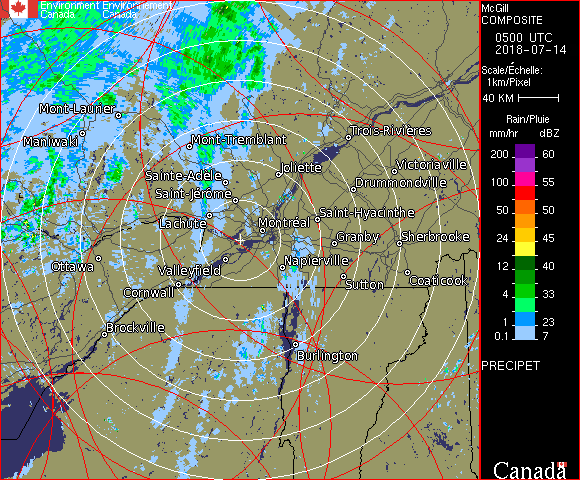 Environment Environnement
Canada Canada
McGill
COMPOSITE
0500 UTC
2018-07-14
Scale/Échelle:
1km/Pixel
40 KM
Rain/Pluie
mm/hr dBZ
200 60
100 55
50 50
24 45
12 40
4 33
1 23
0.1 7
PRECIPET
Canada
Mont-Laurier
Maniwaki
Mont-Tremblant
Trois-Rivières
Sainte-Adèle
Joliette
Victoriaville
Saint-Jérôme
Drummondville
Lachute
Montréal
Saint-Hyacinthe
Granby
Sherbrooke
Ottawa
Valleyfield
Napierville
Cornwall
Sutton
Coaticook
Brockville
Burlington